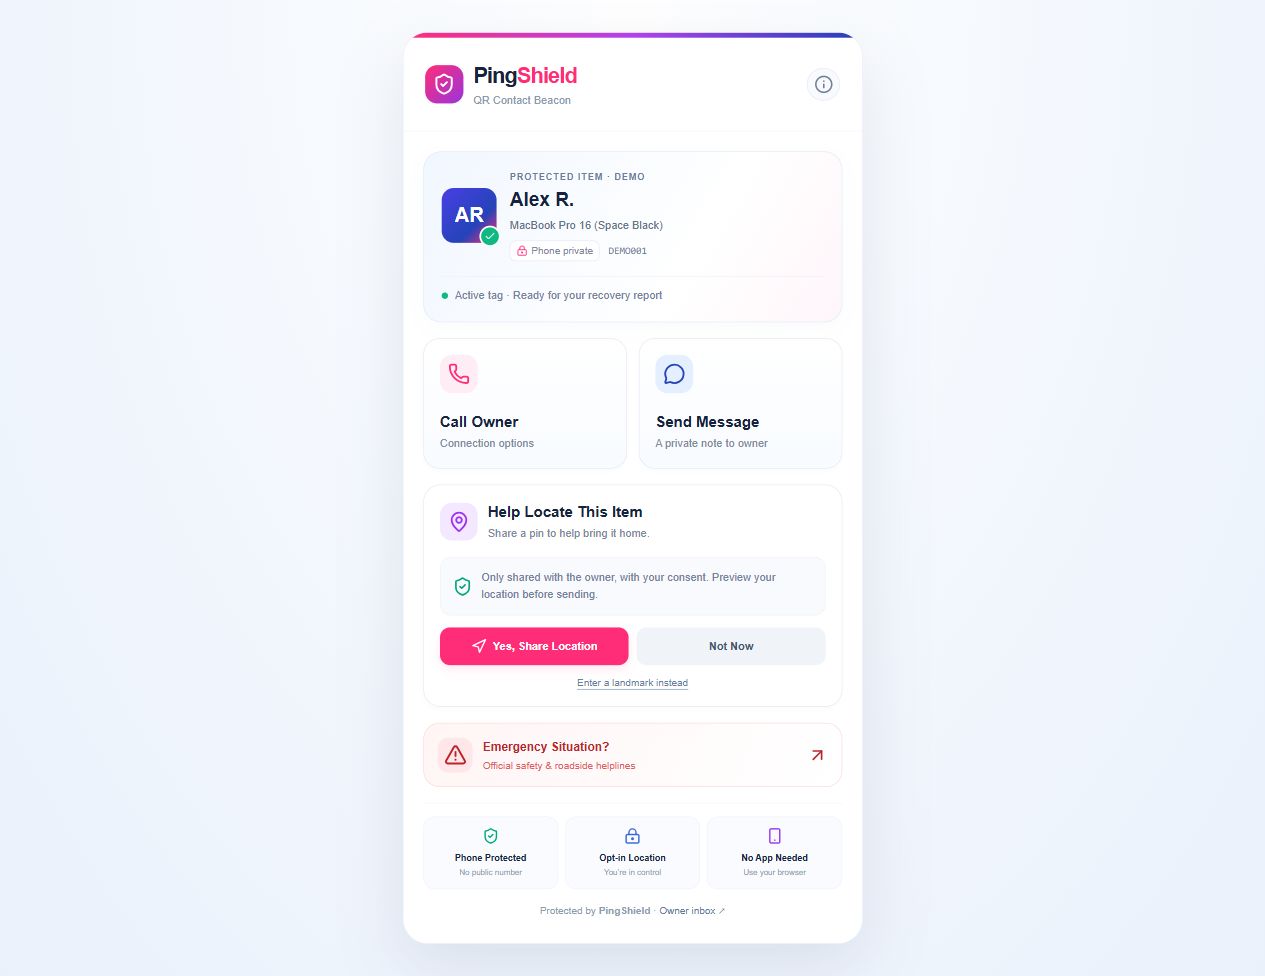 PingShield
QR Contact Beacon
PROTECTED ITEM · DEMO
AR
Alex R.
MacBook Pro 16 (Space Black)
Phone private DEMO001
Active tag · Ready for your recovery report
Call Owner
Connection options
Send Message
A private note to owner
Help Locate This Item
Share a pin to help bring it home.
Only shared with the owner, with your consent. Preview your
location before sending.
Yes, Share Location
Not Now
Enter a landmark instead
Emergency Situation?
Official safety & roadside helplines
Phone Protected
No public number
Opt-in Location
You're in control
No App Needed
Use your browser
Protected by PingShield · Owner inbox ↗